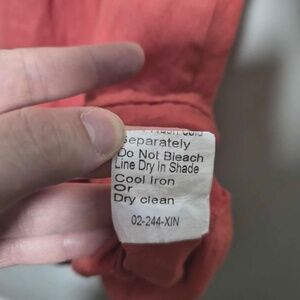 Separately
Do Not Bleach
Line Dry In Shade
Cool Iron
Or
Dry clean
02-244-XIN